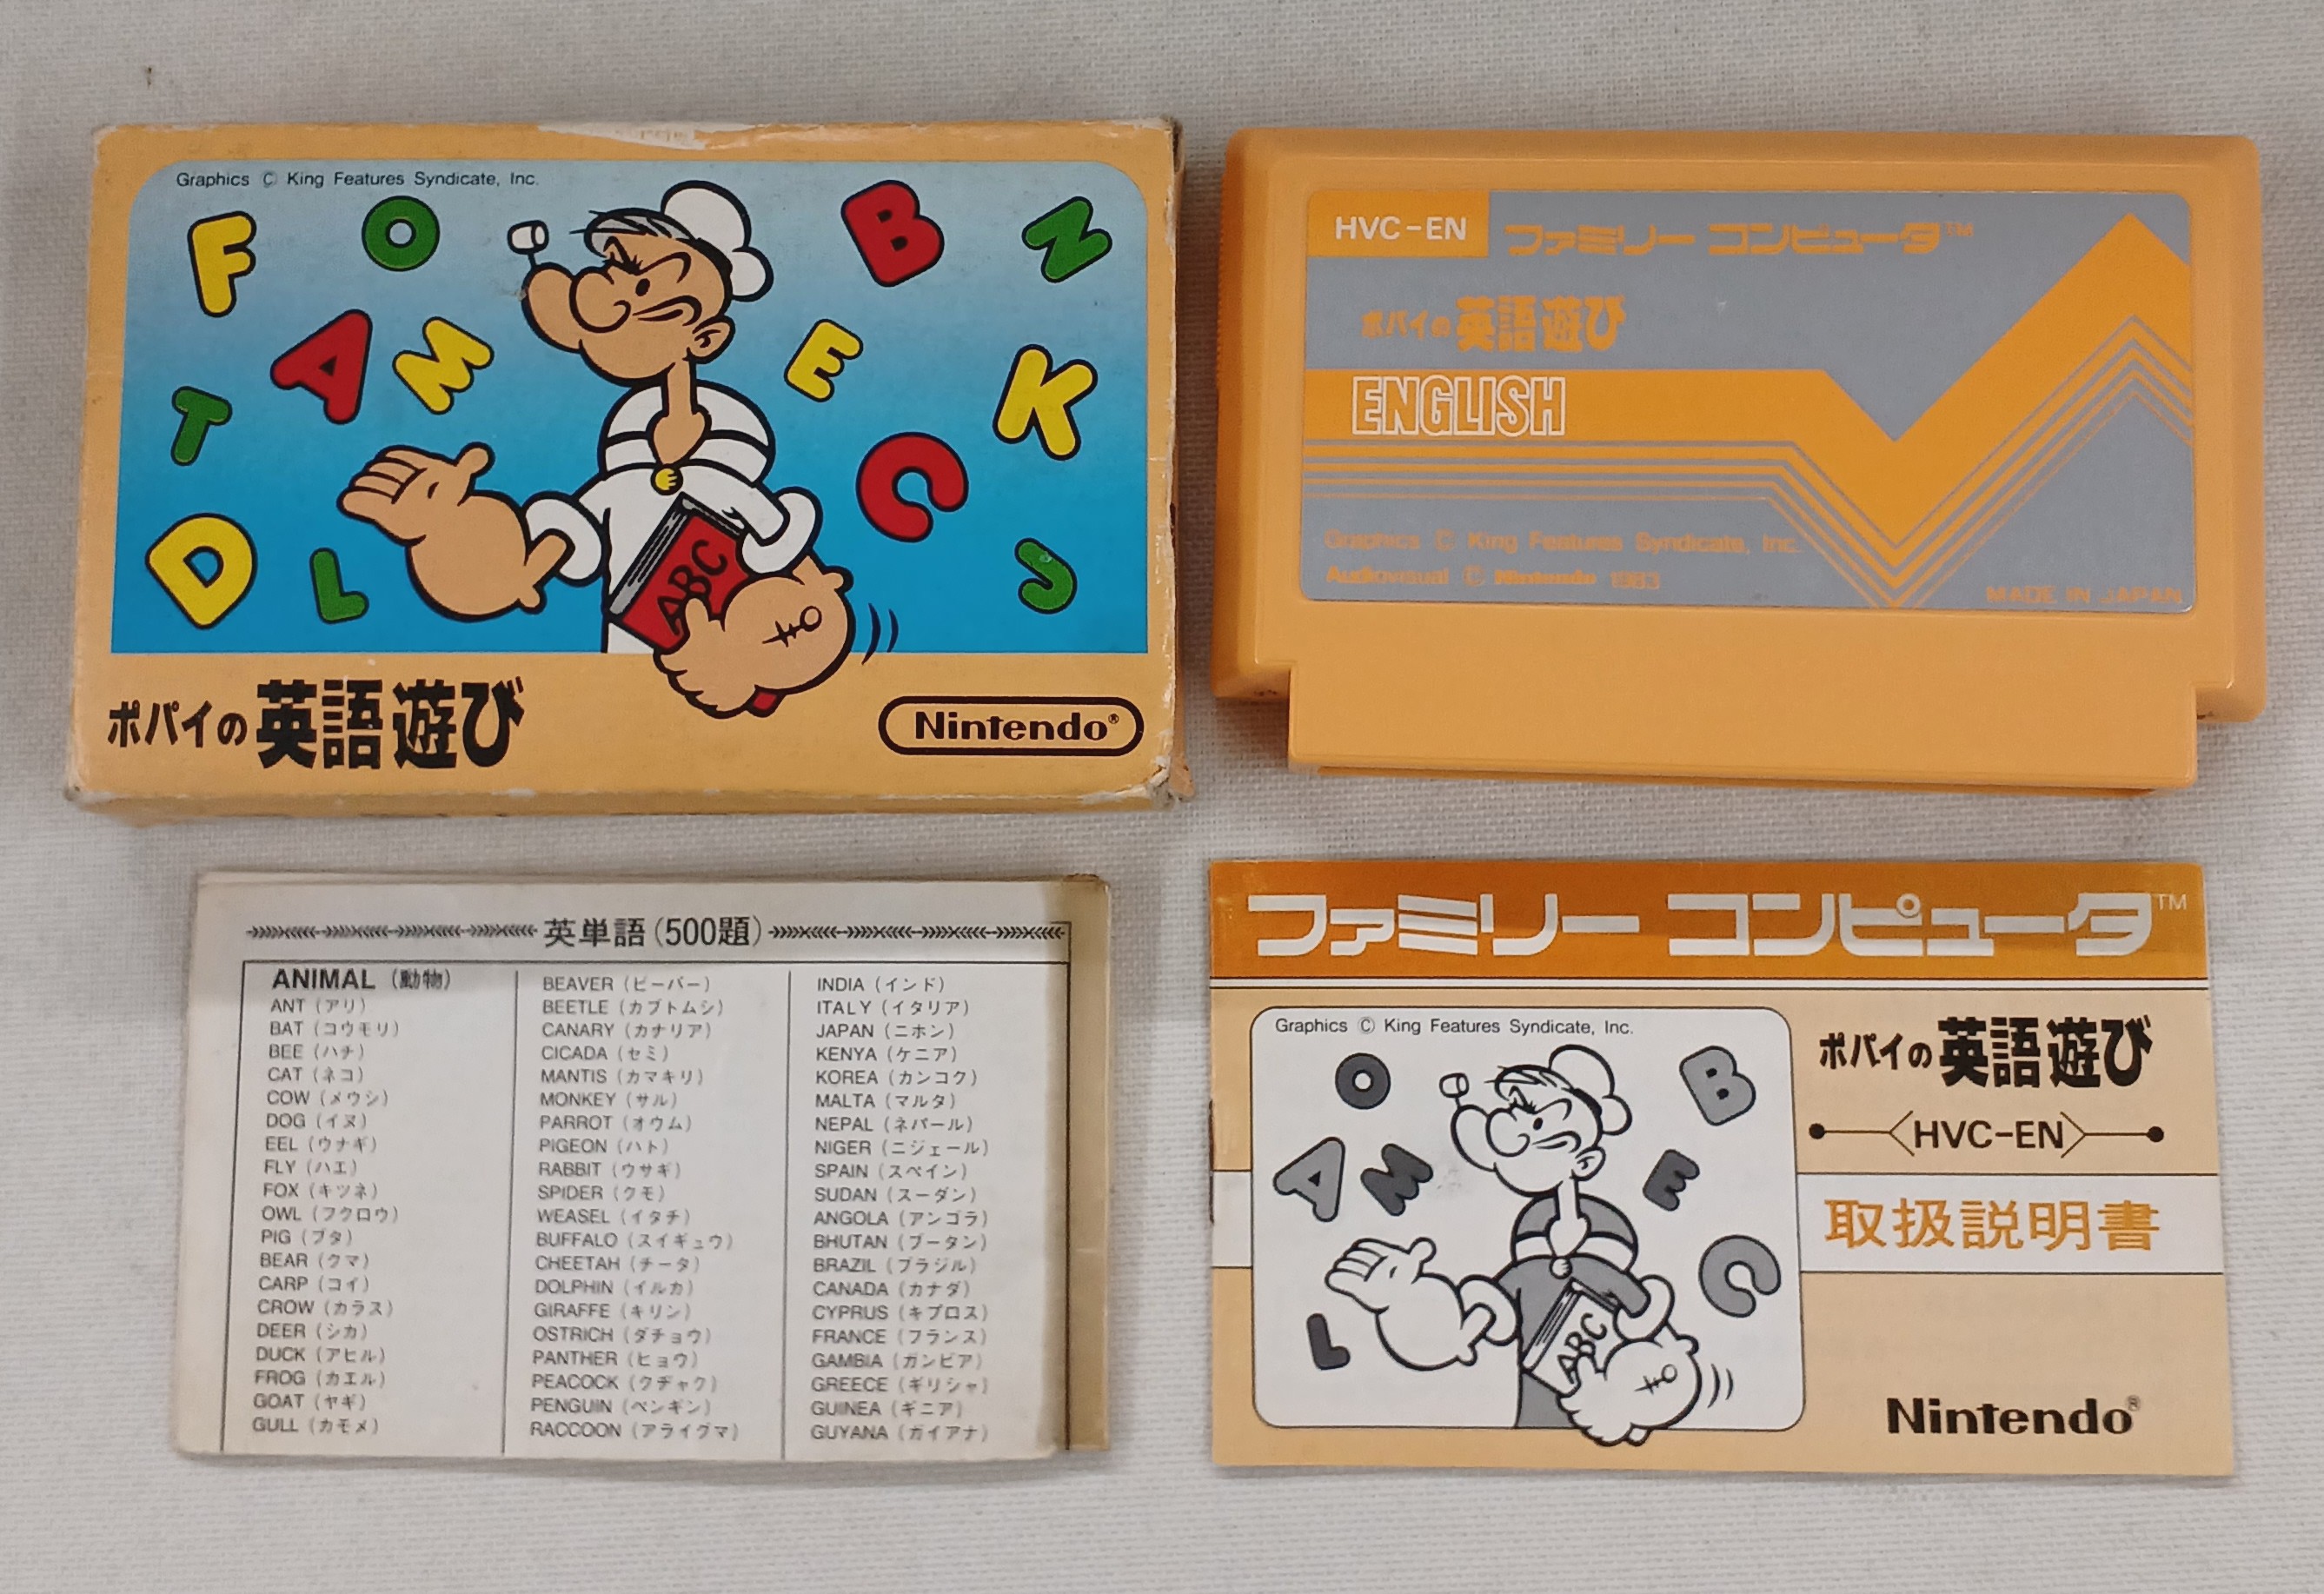 Graphics © King Features Syndicate, Inc.
F
O
B
N
A
M
E
K
T
C
D
L
J
ABC
ポパイの英語遊び
Nintendo®
HVC-EN
ファミリー コンピュータ™
ポパイの英語遊び
ENGLISH
Graphics © King Features Syndicate, Inc.
Audiovisual © Nintendo 1983
MADE IN JAPAN
英単語(500題)
ANIMAL (動物)
ANT (アリ)
BAT (コウモリ)
BEE (ハチ)
CAT (ネコ)
COW (メウシ)
DOG (イヌ)
EEL (ウナギ)
FLY (ハエ)
FOX (キツネ)
OWL (フクロウ)
PIG (ブタ)
BEAR (クマ)
CARP (コイ)
CROW (カラス)
DEER (シカ)
DUCK (アヒル)
FROG (カエル)
GOAT (ヤギ)
GULL (カモメ)
BEAVER (ビーバー)
BEETLE (カブトムシ)
CANARY (カナリア)
CICADA (セミ)
MANTIS (カマキリ)
MONKEY (サル)
PARROT (オウム)
PIGEON (ハト)
RABBIT (ウサギ)
SPIDER (クモ)
WEASEL (イタチ)
BUFFALO (スイギュウ)
CHEETAH (チータ)
DOLPHIN (イルカ)
GIRAFFE (キリン)
OSTRICH (ダチョウ)
PANTHER (ヒョウ)
PEACOCK (クヂャク)
PENGUIN (ペンギン)
RACCOON (アライグマ)
INDIA (インド)
ITALY (イタリア)
JAPAN (ニホン)
KENYA (ケニア)
KOREA (カンコク)
MALTA (マルタ)
NEPAL (ネパール)
NIGER (ニジェール)
SPAIN (スペイン)
SUDAN (スーダン)
ANGOLA (アンゴラ)
BHUTAN (ブータン)
BRAZIL (ブラジル)
CANADA (カナダ)
CYPRUS (キプロス)
FRANCE (フランス)
GAMBIA (ガンビア)
GREECE (ギリシャ)
GUINEA (ギニア)
GUYANA (ガイアナ)
ファミリー コンピュータ™
Graphics © King Features Syndicate, Inc.
O
B
A
M
E
C
L
ABC
ポパイの英語遊び
HVC-EN
取扱説明書
Nintendo®